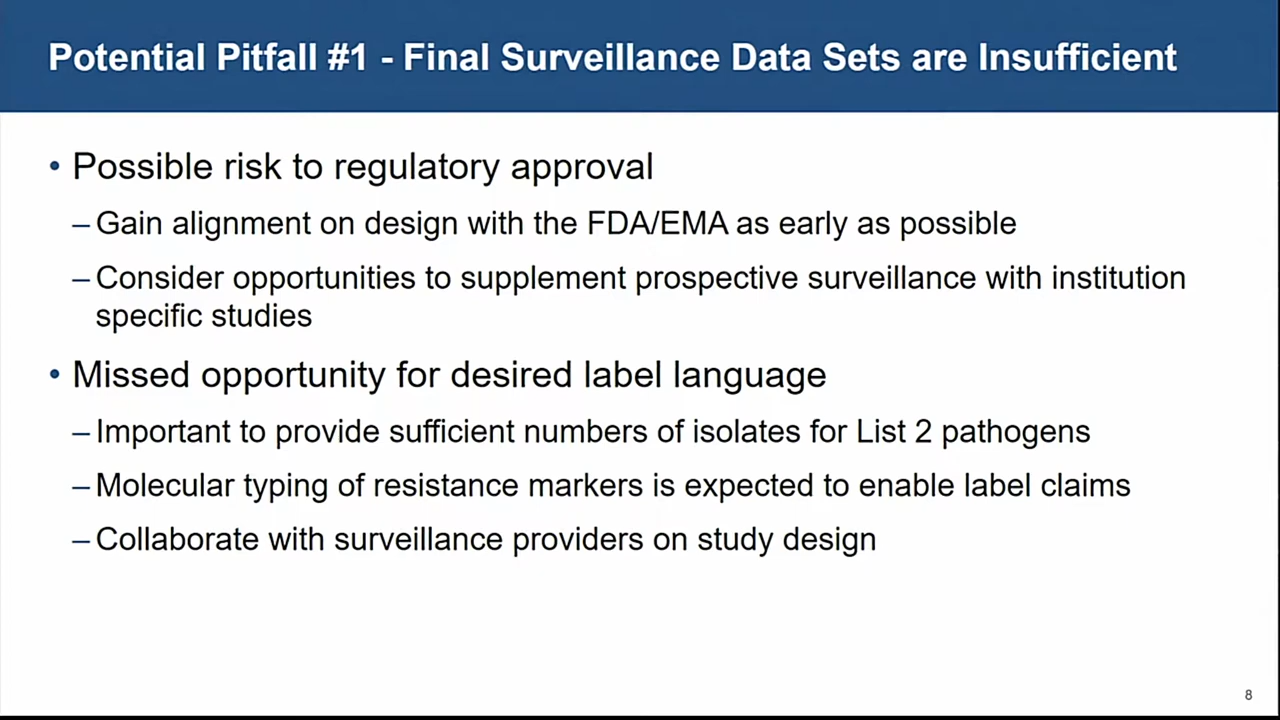 Potential Pitfall #1 - Final Surveillance Data Sets are Insufficient
• Possible risk to regulatory approval
– Gain alignment on design with the FDA/EMA as early as possible
– Consider opportunities to supplement prospective surveillance with institution
specific studies
• Missed opportunity for desired label language
– Important to provide sufficient numbers of isolates for List 2 pathogens
– Molecular typing of resistance markers is expected to enable label claims
– Collaborate with surveillance providers on study design
8